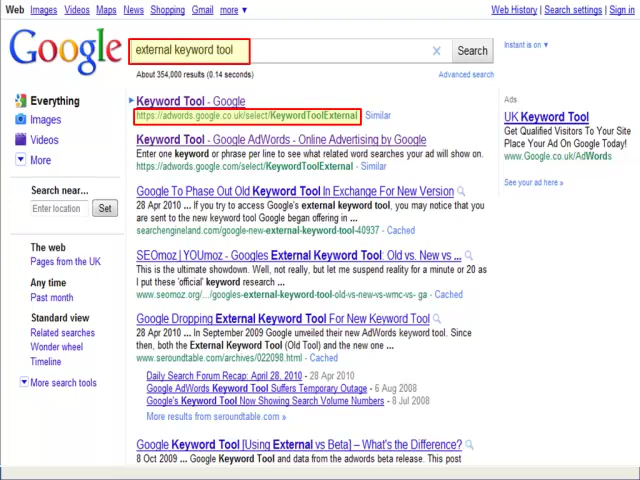 Web Images Videos Maps News Shopping Gmail more ▼
Web History | Search settings | Sign in
Google
external keyword tool
Search
Instant is on ▼
About 354,000 results (0.14 seconds)
Advanced search
Everything
Images
Videos
More
Search near...
Enter location
Set
The web
Pages from the UK
Any time
Past month
Standard view
Related searches
Wonder wheel
Timeline
More search tools
Keyword Tool - Google
https://adwords.google.co.uk/select/KeywordToolExternal - Similar
Keyword Tool - Google AdWords - Online Advertising by Google
Enter one keyword or phrase per line to see what related word searches your ad will show on.
https://adwords.google.com/select/KeywordToolExternal - Similar
Google To Phase Out Old Keyword Tool In Exchange For New Version
28 Apr 2010 ... If you try to access Google's external keyword tool, you may notice that you
are sent to the new keyword tool Google began offering in ...
searchengineland.com/google-new-external-keyword-tool-40937 - Cached
SEOmoz | YOUmoz - Googles External Keyword Tool: Old vs. New vs ...
This is the ultimate showdown. Well, not really, but let me suspend reality for a minute or 20 as
I put these 'official' keyword research ...
www.seomoz.org/.../googles-external-keyword-tool-old-vs-new-vs-wmc-vs- ga - Cached
Google Dropping External Keyword Tool For New Keyword Tool
28 Apr 2010 ... In September 2009 Google unveiled their new AdWords keyword tool. Since
then, both the External Keyword Tool (Old Tool) and the new one ...
www.seroundtable.com/archives/022098.html - Cached
Daily Search Forum Recap: April 28, 2010 - 28 Apr 2010
Google AdWords Keyword Tool Suffers Temporary Outage - 6 Aug 2008
Google's Keyword Tool Now Showing Search Volume Numbers - 8 Jul 2008
More results from seroundtable.com »
Google Keyword Tool [Using External vs Beta] – What's the Difference?
8 Oct 2009 ... Google Keyword Tool and data from the adwords beta release. This post
Ads
UK Keyword Tool
Get Qualified Visitors To Your Site
Place Your Ad On Google Today!
www.Google.co.uk/AdWords
See your ad here »